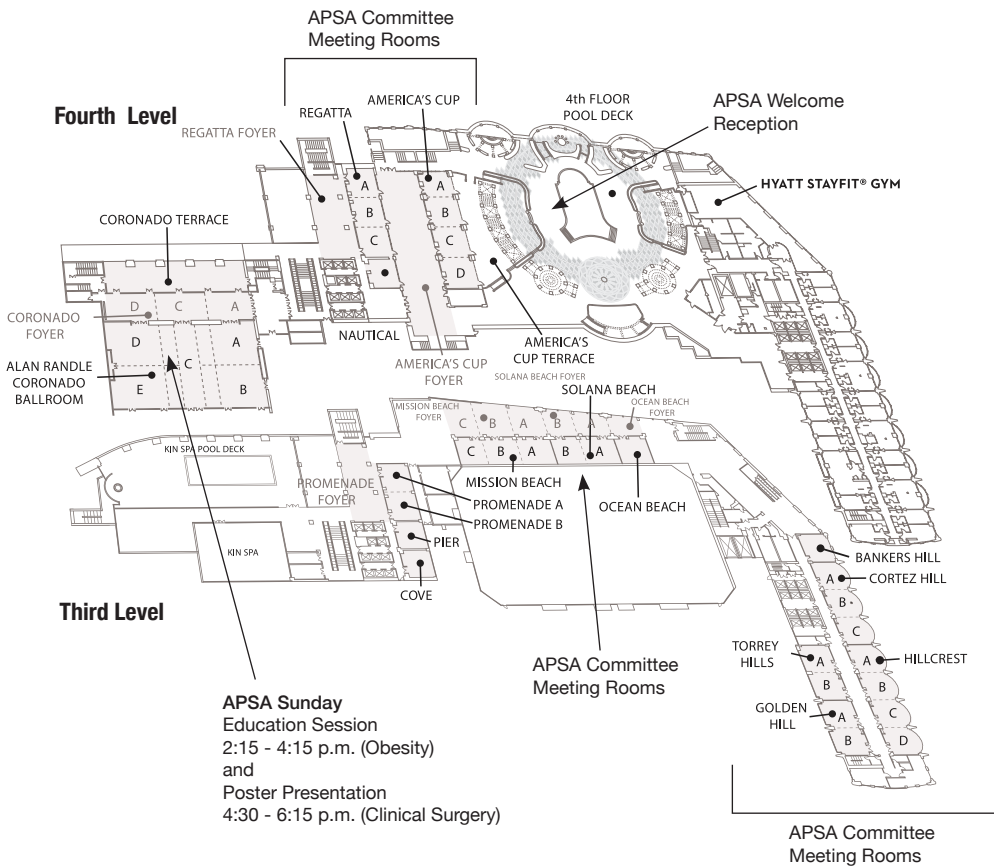 APSA Committee
Meeting Rooms
Fourth Level
REGATTA FOYER
REGATTA
AMERICA'S CUP
4th FLOOR
POOL DECK
APSA Welcome
Reception
HYATT STAYFIT® GYM
A
B
C
A
B
C
D
CORONADO TERRACE
D C A
CORONADO
FOYER
D
C
A
E
B
ALAN RANDLE
CORONADO
BALLROOM
NAUTICAL
AMERICA'S CUP
FOYER
AMERICA'S
CUP TERRACE
SOLANA BEACH FOYER
SOLANA BEACH
MISSION BEACH
FOYER
OCEAN BEACH
FOYER
C B A B A
C B A B A
MISSION BEACH
OCEAN BEACH
KIN SPA POOL DECK
PROMENADE
FOYER
PROMENADE A
PROMENADE B
PIER
COVE
KIN SPA
Third Level
BANKERS HILL
A
CORTEZ HILL
B
C
TORREY
HILLS
A
B
A
HILLCREST
B
C
D
GOLDEN
HILL
A
B
APSA Committee
Meeting Rooms
APSA Sunday
Education Session
2:15 - 4:15 p.m. (Obesity)
and
Poster Presentation
4:30 - 6:15 p.m. (Clinical Surgery)
APSA Committee
Meeting Rooms